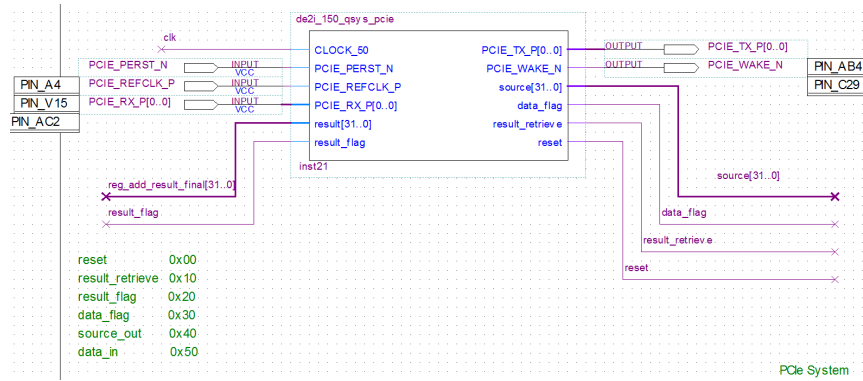 de2i_150_qsys_pcie
clk
CLOCK_50 PCIE_TX_P[0..0] OUTPUT PCIE_TX_P[0..0]
PCIE_PERST_N INPUT VCC PCIE_PERST_N PCIE_WAKE_N OUTPUT PCIE_WAKE_N PIN_AB4
PIN_A4 PCIE_REFCLK_P INPUT VCC PCIE_REFCLK_P source[31..0] PIN_C29
PIN_V15 PCIE_RX_P[0..0] INPUT VCC PCIE_RX_P[0..0] data_flag
PIN_AC2 result[31..0] result_retrieve
result_flag reset
inst21
reg_add_result_final[31..0] source[31..0]
result_flag data_flag
result_retrieve
reset
reset 0x00
result_retrieve 0x10
result_flag 0x20
data_flag 0x30
source_out 0x40
data_in 0x50
PCIe System